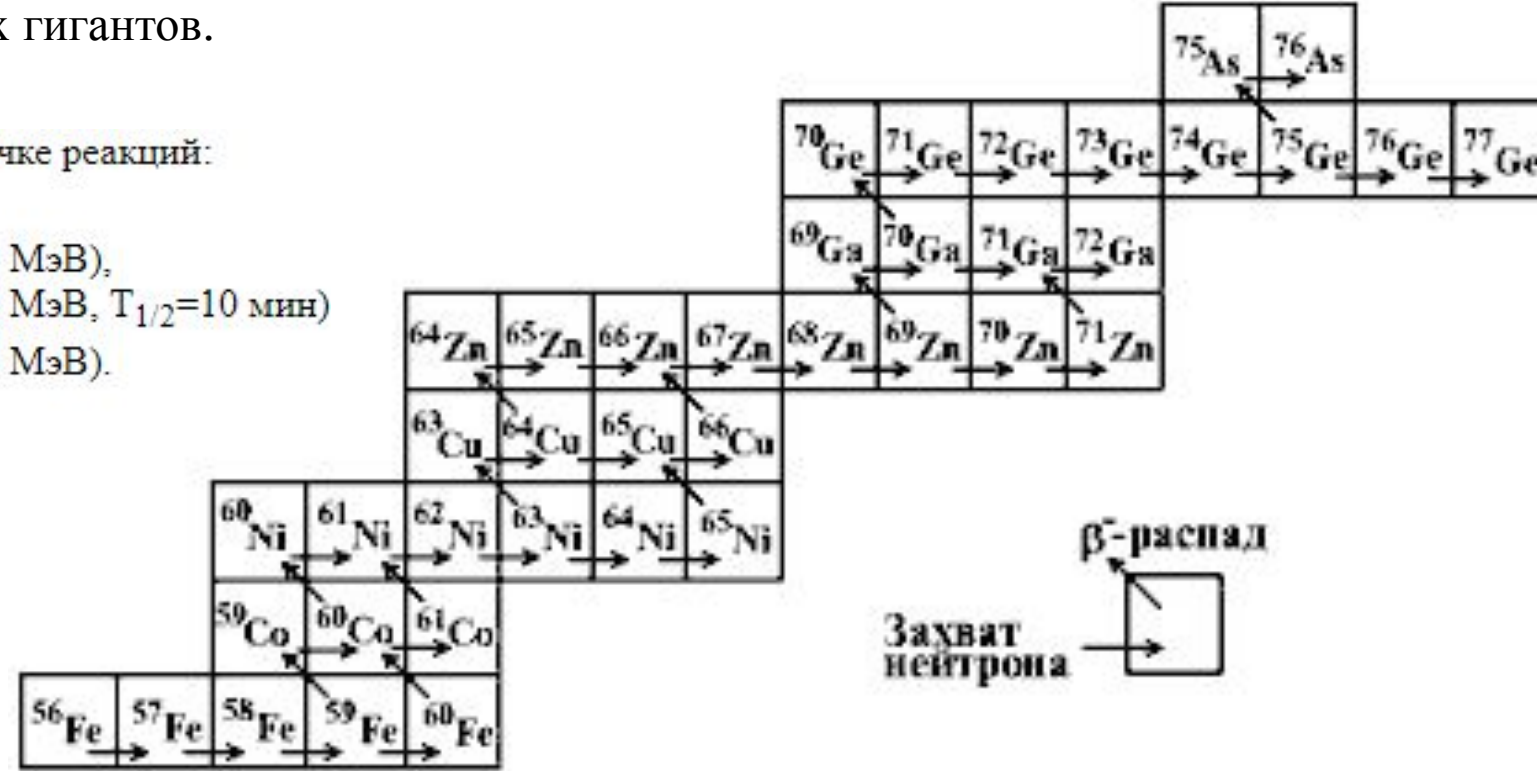 к гигантов.
чке реакций:
МэВ),
МэВ, T1/2=10 мин)
МэВ).
75As 76As
70Ge 71Ge 72Ge 73Ge 74Ge 75Ge 76Ge 77Ge
69Ga 70Ga 71Ga 72Ga
64Zn 65Zn 66Zn 67Zn 68Zn 69Zn 70Zn 71Zn
63Cu 64Cu 65Cu 66Cu
60Ni 61Ni 62Ni 63Ni 64Ni 65Ni
59Co 60Co 61Co
56Fe 57Fe 58Fe 59Fe 60Fe
β--распад
Захват
нейтрона